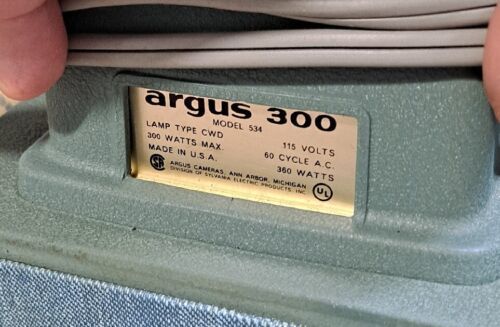 argus 300
MODEL 534
LAMP TYPE CWD 115 VOLTS
300 WATTS MAX. 60 CYCLE A.C.
MADE IN U.S.A. 360 WATTS
SA ARGUS CAMERAS, ANN ARBOR, MICHIGAN
DIVISION OF SYLVANIA ELECTRIC PRODUCTS, INC. UL